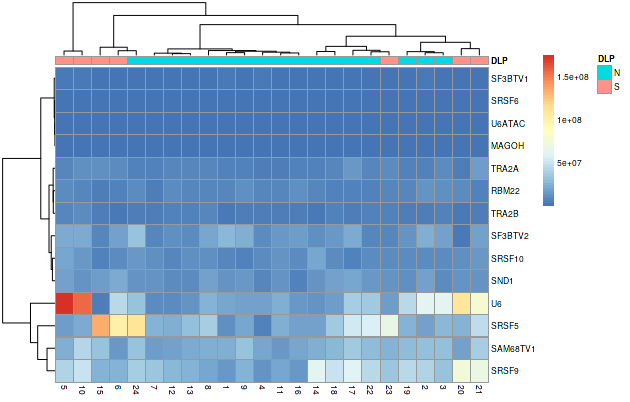 DLP
DLP
N
S
1.5e+08
1e+08
5e+07
SF3BTV1
SRSF6
U6ATAC
MAGOH
TRA2A
RBM22
TRA2B
SF3BTV2
SRSF10
SND1
U6
SRSF5
SAM68TV1
SRSF9
5 10 15 6 24 7 12 13 8 1 9 4 11 16 14 18 17 22 23 19 2 3 20 21